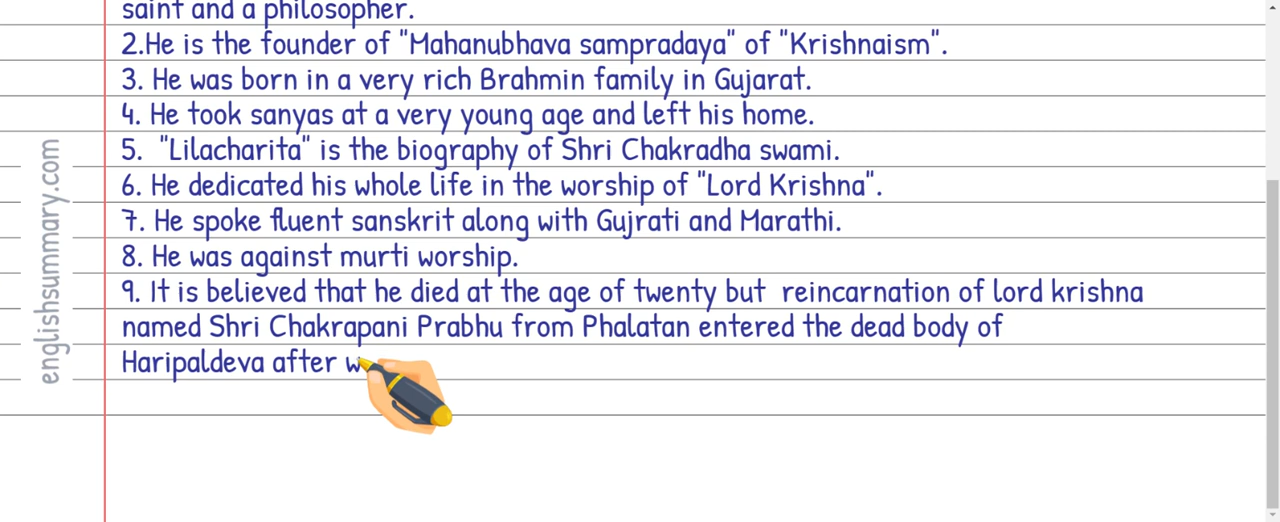 saint and a philosopher.
2.He is the founder of "Mahanubhava sampradaya" of "Krishnaism".
3. He was born in a very rich Brahmin family in Gujarat.
4. He took sanyas at a very young age and left his home.
5.  "Lilacharita" is the biography of Shri Chakradha swami.
6. He dedicated his whole life in the worship of "Lord Krishna".
7. He spoke fluent sanskrit along with Gujrati and Marathi.
8. He was against murti worship.
9. It is believed that he died at the age of twenty but  reincarnation of lord krishna
named Shri Chakrapani Prabhu from Phalatan entered the dead body of
Haripaldeva after w
englishsummary.com